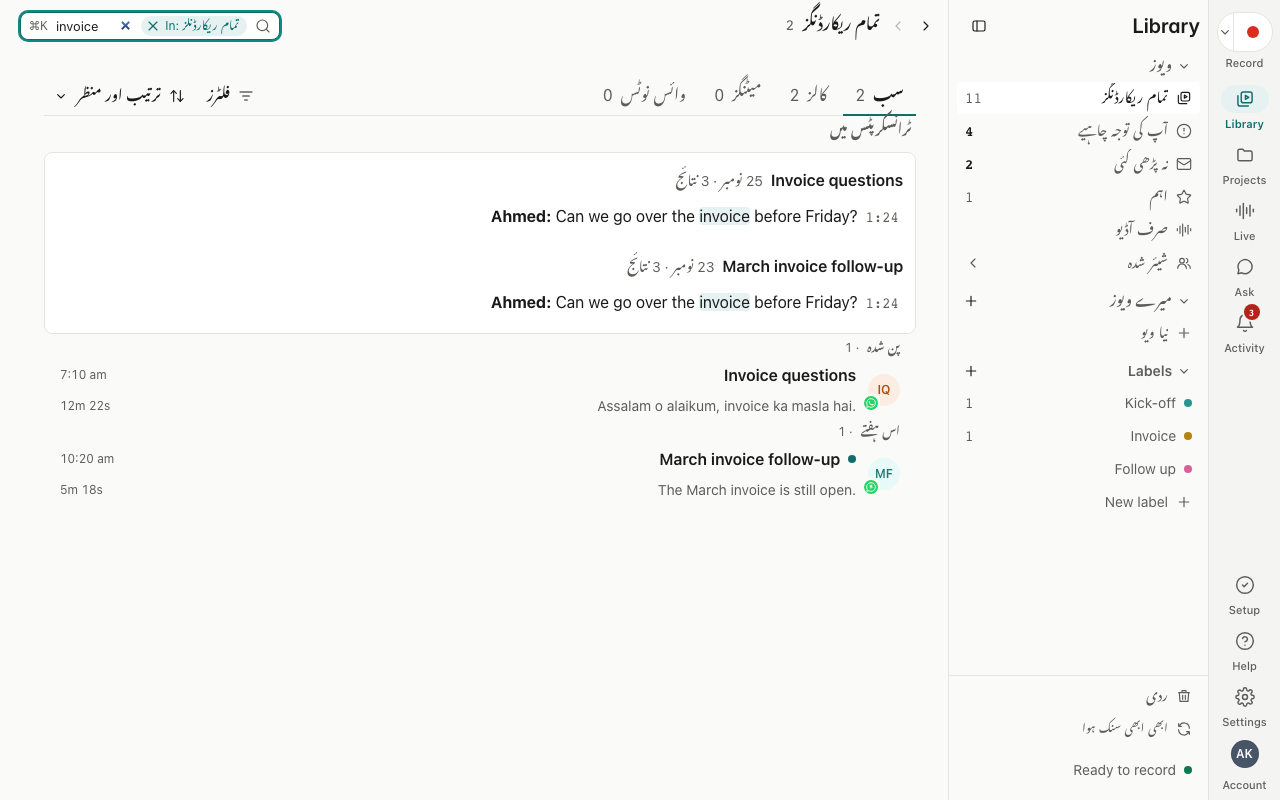 Record
Library
Projects
Live
Ask
3
Activity
Setup
Help
Settings
AK
Account
Library
ویوز
تمام ریکارڈنگز 11
آپ کی توجہ چاہیے 4
نہ پڑھی گئی 2
اہم 1
صرف آڈیو
شیئر شدہ
میرے ویوز
نیا ویو
Labels
Kick-off 1
Invoice 1
Follow up
New label
ردی
ابھی ابھی سنک ہوا
Ready to record
تمام ریکارڈنگز 2
In: تمام ریکارڈنگز
invoice ⌘K
سب 2 کالز 2 میٹنگز 0 وائس نوٹس 0
فلٹرز ترتیب اور منظر
ٹرانسکرپٹس میں
Invoice questions 25 نومبر · 3 نتائج
Ahmed: Can we go over the invoice before Friday? 1:24
March invoice follow-up 23 نومبر · 3 نتائج
Ahmed: Can we go over the invoice before Friday? 1:24
پن شدہ · 1
IQ Invoice questions 7:10 am
Assalam o alaikum, invoice ka masla hai. 12m 22s
اس ہفتے · 1
MF March invoice follow-up 10:20 am
The March invoice is still open. 5m 18s